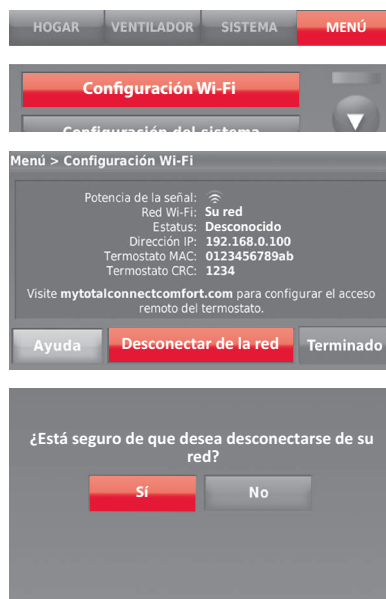 HOGAR VENTILADOR SISTEMA MENÚ
Configuración Wi-Fi
Configuración del sistema
Menú > Configuración Wi-Fi
Potencia de la señal:
Red Wi-Fi: Su red
Estatus: Desconocido
Dirección IP: 192.168.0.100
Termostato MAC: 0123456789ab
Termostato CRC: 1234
Visite mytotalconnectcomfort.com para configurar el acceso
remoto del termostato.
Ayuda Desconectar de la red Terminado
¿Está seguro de que desea desconectarse de su
red?
Sí No